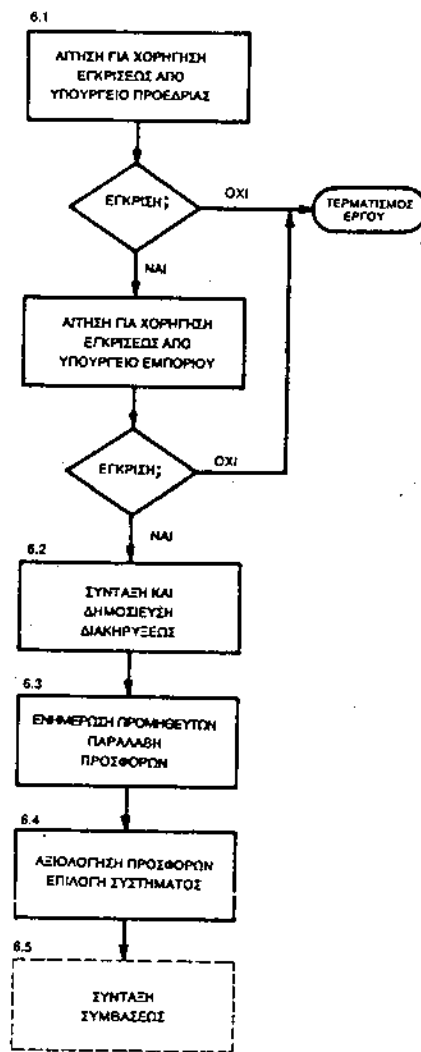 6.1
ΑΙΤΗΣΗ ΓΙΑ ΧΟΡΗΓΗΣΗ
ΕΓΚΡΙΣΕΩΣ ΑΠΟ
ΥΠΟΥΡΓΕΙΟ ΠΡΟΕΔΡΙΑΣ
ΕΓΚΡΙΣΗ;
ΟΧΙ
ΤΕΡΜΑΤΙΣΜΟΣ
ΕΡΓΟΥ
ΝΑΙ
ΑΙΤΗΣΗ ΓΙΑ ΧΟΡΗΓΗΣΗ
ΕΓΚΡΙΣΕΩΣ ΑΠΟ
ΥΠΟΥΡΓΕΙΟ ΕΜΠΟΡΙΟΥ
ΕΓΚΡΙΣΗ;
ΟΧΙ
ΝΑΙ
6.2
ΣΥΝΤΑΞΗ ΚΑΙ
ΔΗΜΟΣΙΕΥΣΗ
ΔΙΑΚΗΡΥΞΕΩΣ
6.3
ΕΝΗΜΕΡΩΣΗ ΠΡΟΜΗΘΕΥΤΩΝ
ΠΑΡΑΛΑΒΗ
ΠΡΟΣΦΟΡΩΝ
6.4
ΑΞΙΟΛΟΓΗΣΗ ΠΡΟΣΦΟΡΩΝ
ΕΠΙΛΟΓΗ ΣΥΣΤΗΜΑΤΟΣ
6.5
ΣΥΝΤΑΞΗ
ΣΥΜΒΑΣΕΩΣ